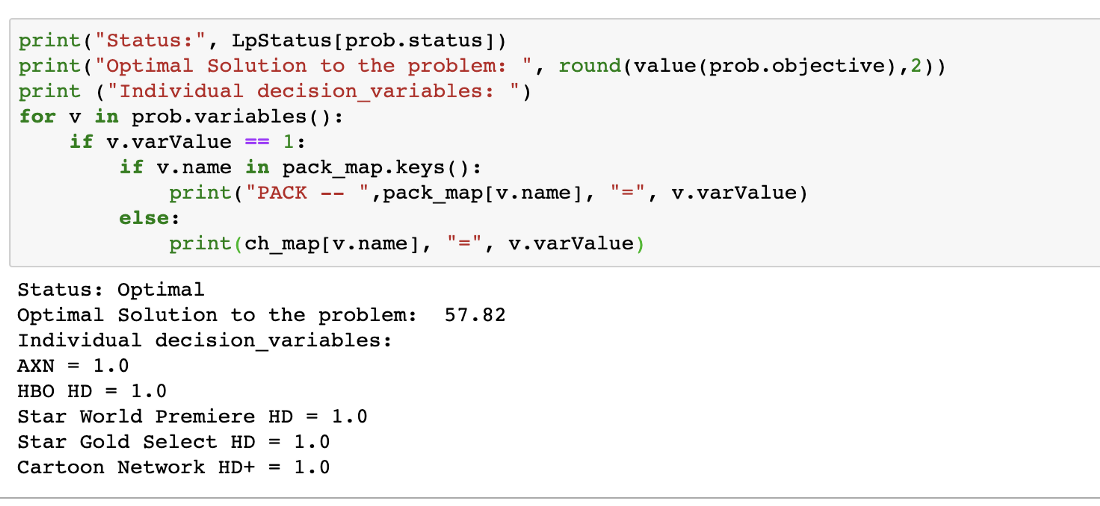 print("Status:", LpStatus[prob.status])
print("Optimal Solution to the problem: ", round(value(prob.objective),2))
print ("Individual decision_variables: ")
for v in prob.variables():
    if v.varValue == 1:
        if v.name in pack_map.keys():
            print("PACK -- ",pack_map[v.name], "=", v.varValue)
        else:
            print(ch_map[v.name], "=", v.varValue)
Status: Optimal
Optimal Solution to the problem:  57.82
Individual decision_variables:
AXN = 1.0
HBO HD = 1.0
Star World Premiere HD = 1.0
Star Gold Select HD = 1.0
Cartoon Network HD+ = 1.0